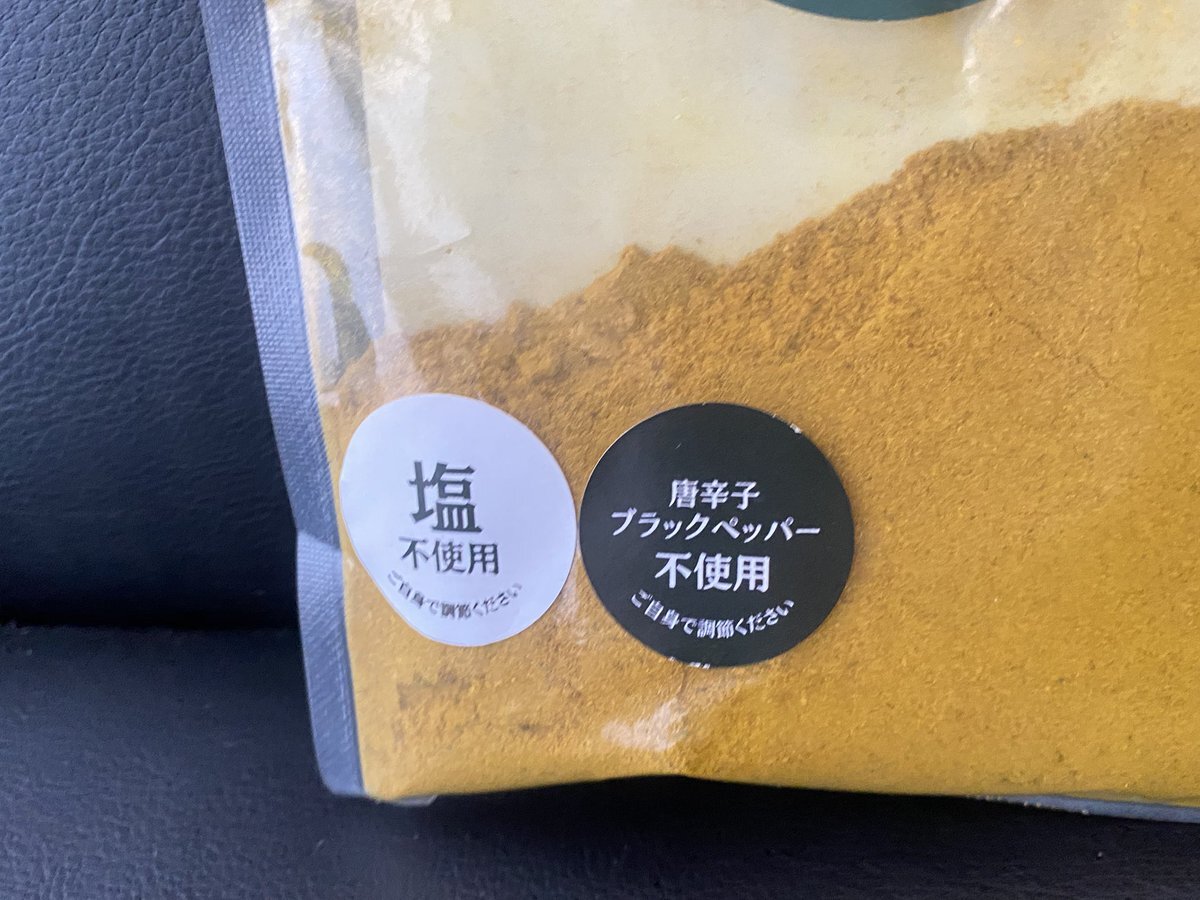 塩
不使用
ご自身で調節ください
唐辛子
ブラックペッパー
不使用
ご自身で調節ください